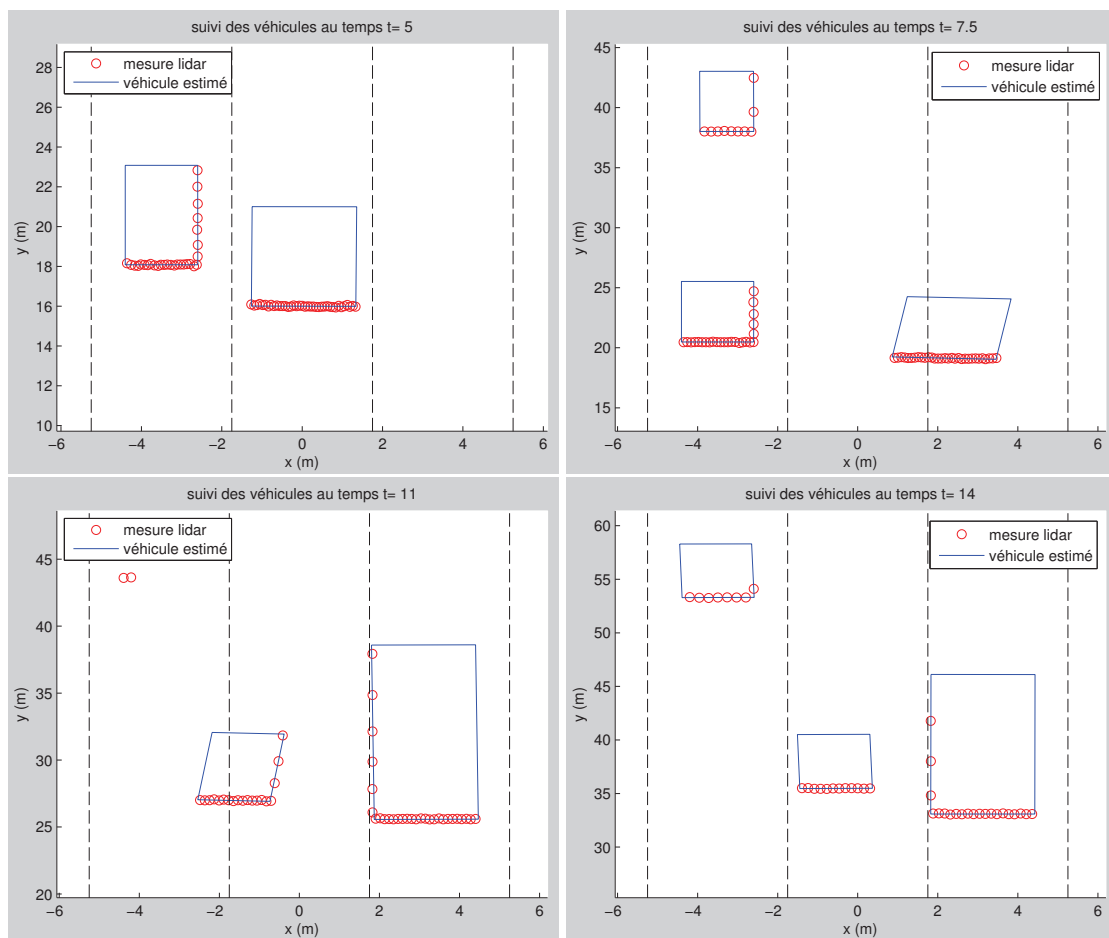 suivi des véhicules au temps t= 5
mesure lidar
véhicule estimé
28
26
24
22
20
18
16
14
12
10
y (m)
−6 −4 −2 0 2 4 6
x (m)
suivi des véhicules au temps t= 7.5
mesure lidar
véhicule estimé
45
40
35
30
25
20
15
y (m)
−6 −4 −2 0 2 4 6
x (m)
suivi des véhicules au temps t= 11
mesure lidar
véhicule estimé
45
40
35
30
25
20
y (m)
−6 −4 −2 0 2 4 6
x (m)
suivi des véhicules au temps t= 14
mesure lidar
véhicule estimé
60
55
50
45
40
35
30
y (m)
−6 −4 −2 0 2 4 6
x (m)